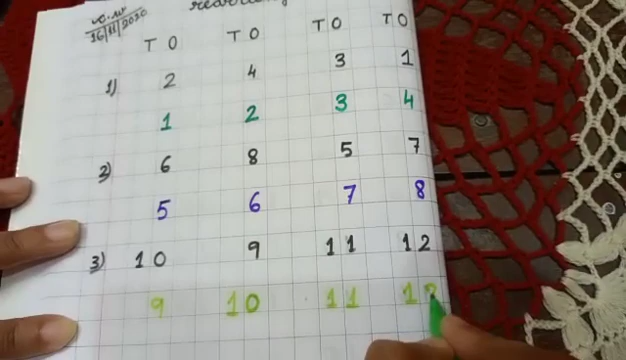 c.w
16/11/2020
T O T O T O T O
1) 2 4 3 1
1 2 3 4
2) 6 8 5 7
5 6 7 8
3) 10 9 11 12
9 10 11 12